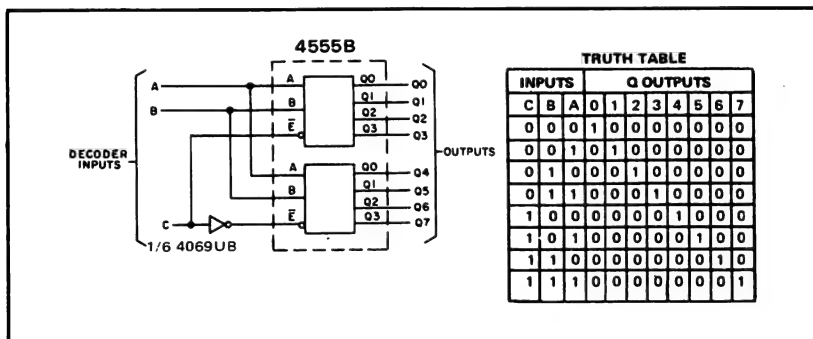 4555B
A
B
C
DECODER
INPUTS
1/6 4069UB
A
B
E
Q0
Q1
Q2
Q3
A
B
E
Q0
Q1
Q2
Q3
Q0
Q1
Q2
Q3
Q4
Q5
Q6
Q7
OUTPUTS
TRUTH TABLE
INPUTS Q OUTPUTS
C B A 0 1 2 3 4 5 6 7
0 0 0 1 0 0 0 0 0 0 0
0 0 1 0 1 0 0 0 0 0 0
0 1 0 0 0 1 0 0 0 0 0
0 1 1 0 0 0 1 0 0 0 0
1 0 0 0 0 0 0 1 0 0 0
1 0 1 0 0 0 0 0 1 0 0
1 1 0 0 0 0 0 0 0 1 0
1 1 1 0 0 0 0 0 0 0 1